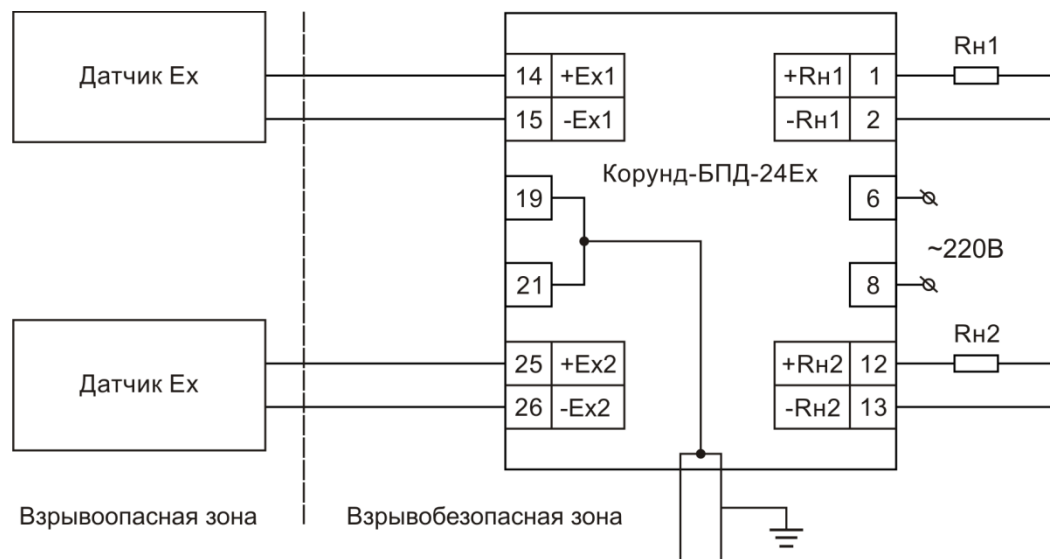 Датчик Ex
14 +Ex1
15 -Ex1
+Rн1 1
-Rн1 2
Rн1
Корунд-БПД-24Ex
19
6
~220В
21
8
Датчик Ex
25 +Ex2
26 -Ex2
+Rн2 12
-Rн2 13
Rн2
Взрывоопасная зона
Взрывобезопасная зона